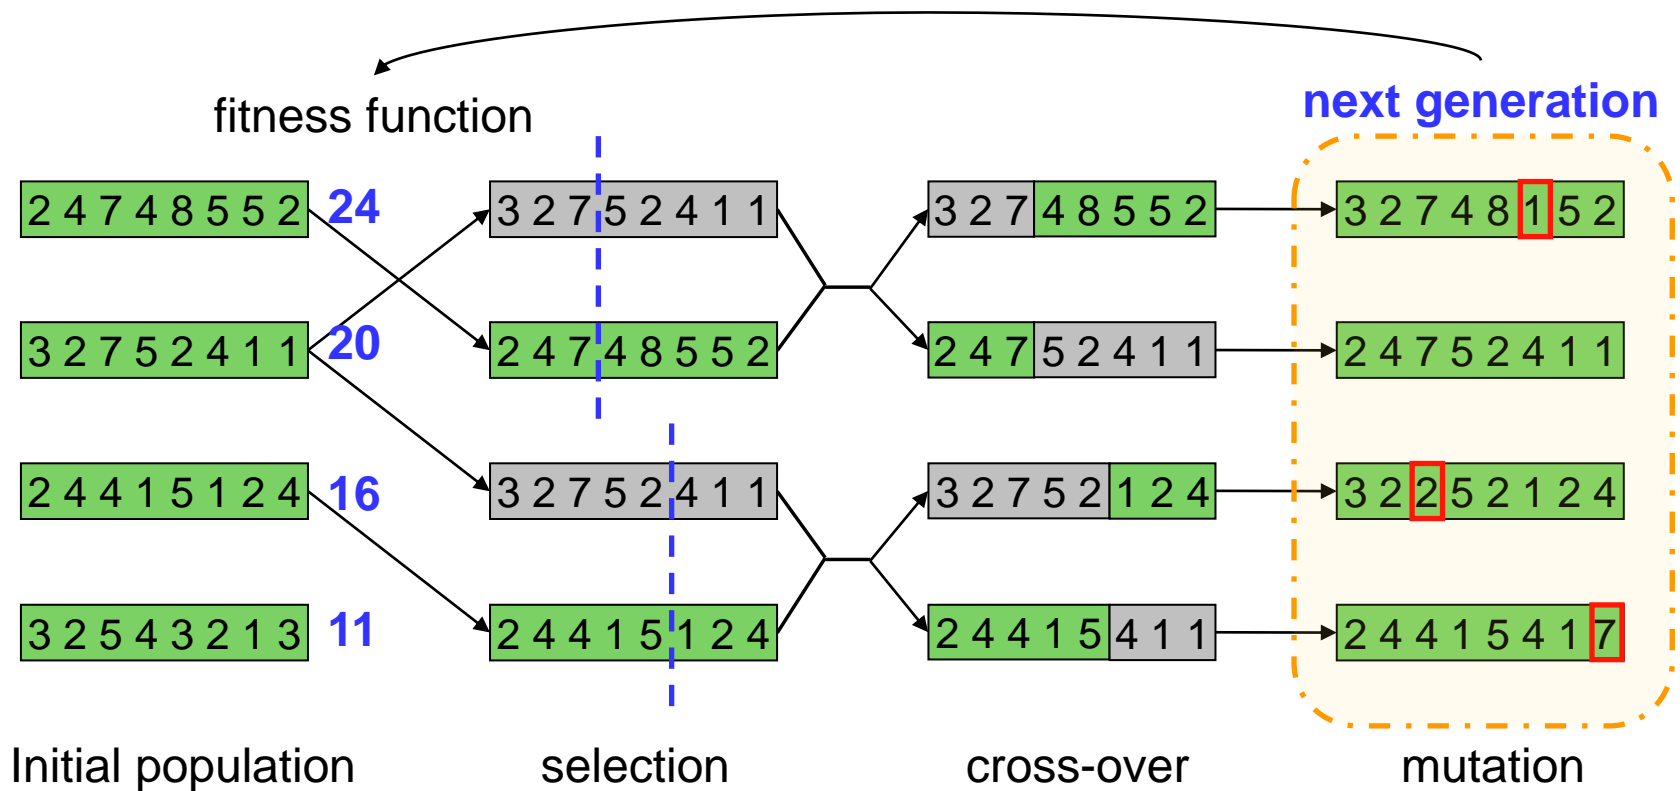 fitness function
next generation
2 4 7 4 8 5 5 2 24 3 2 7 5 2 4 1 1 3 2 7 4 8 5 5 2 3 2 7 4 8 1 5 2
3 2 7 5 2 4 1 1 20 2 4 7 4 8 5 5 2 2 4 7 5 2 4 1 1 2 4 7 5 2 4 1 1
2 4 4 1 5 1 2 4 16 3 2 7 5 2 4 1 1 3 2 7 5 2 1 2 4 3 2 2 5 2 1 2 4
3 2 5 4 3 2 1 3 11 2 4 4 1 5 1 2 4 2 4 4 1 5 4 1 1 2 4 4 1 5 4 1 7
Initial population selection cross-over mutation